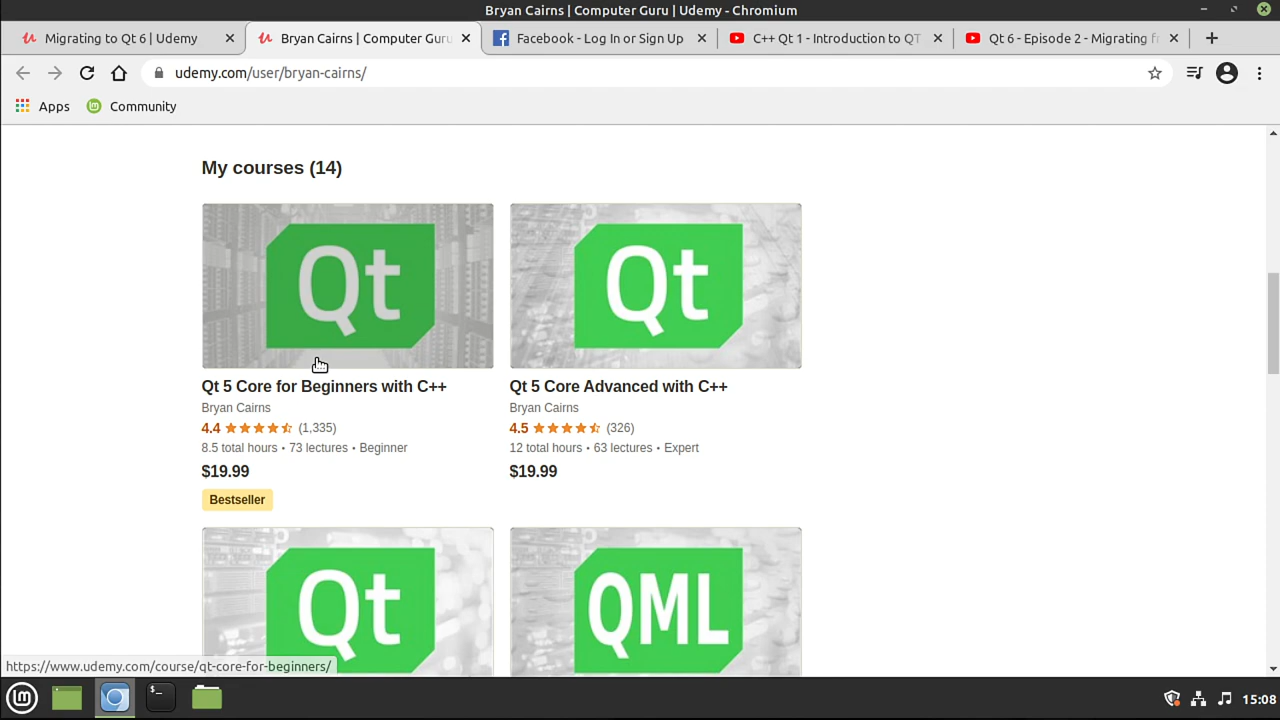 Bryan Cairns | Computer Guru | Udemy - Chromium
Migrating to Qt 6 | Udemy
Bryan Cairns | Computer Guru
Facebook - Log In or Sign Up
C++ Qt 1 - Introduction to QT
Qt 6 - Episode 2 - Migrating f
udemy.com/user/bryan-cairns/
Apps
Community
My courses (14)
Qt
Qt
Qt 5 Core for Beginners with C++
Qt 5 Core Advanced with C++
Bryan Cairns
Bryan Cairns
4.4 (1,335)
4.5 (326)
8.5 total hours • 73 lectures • Beginner
12 total hours • 63 lectures • Expert
$19.99
$19.99
Bestseller
Qt
QML
https://www.udemy.com/course/qt-core-for-beginners/
15:08